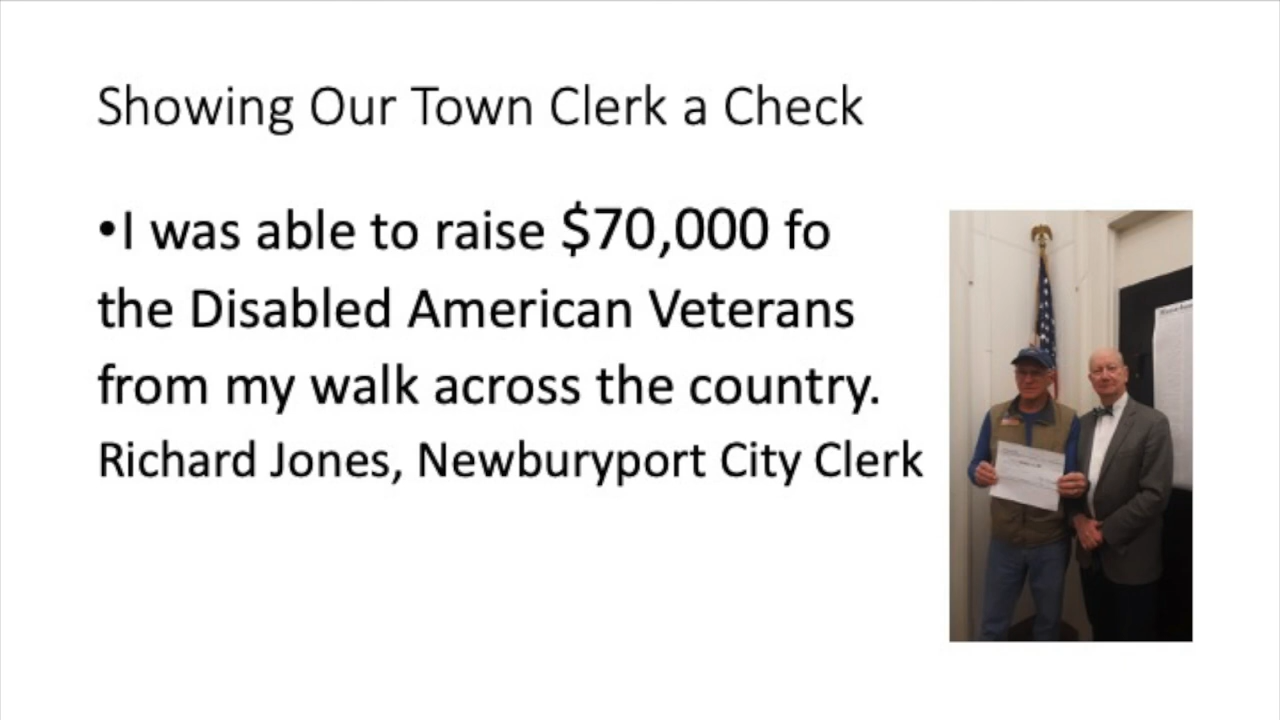 Showing Our Town Clerk a Check
•I was able to raise $70,000 fo
the Disabled American Veterans
from my walk across the country.
Richard Jones, Newburyport City Clerk